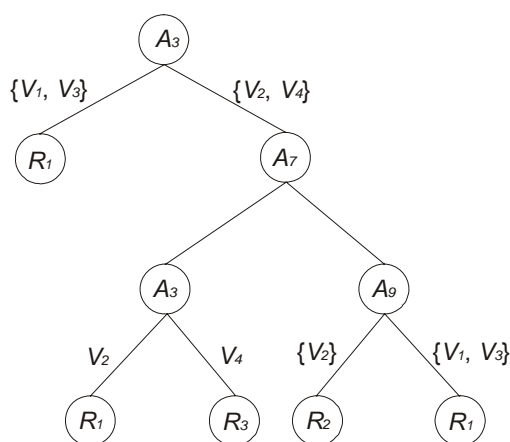 A3
{V1, V3} {V2, V4}
R1 A7
A3 A9
V2 V4 {V2} {V1, V3}
R1 R3 R2 R1